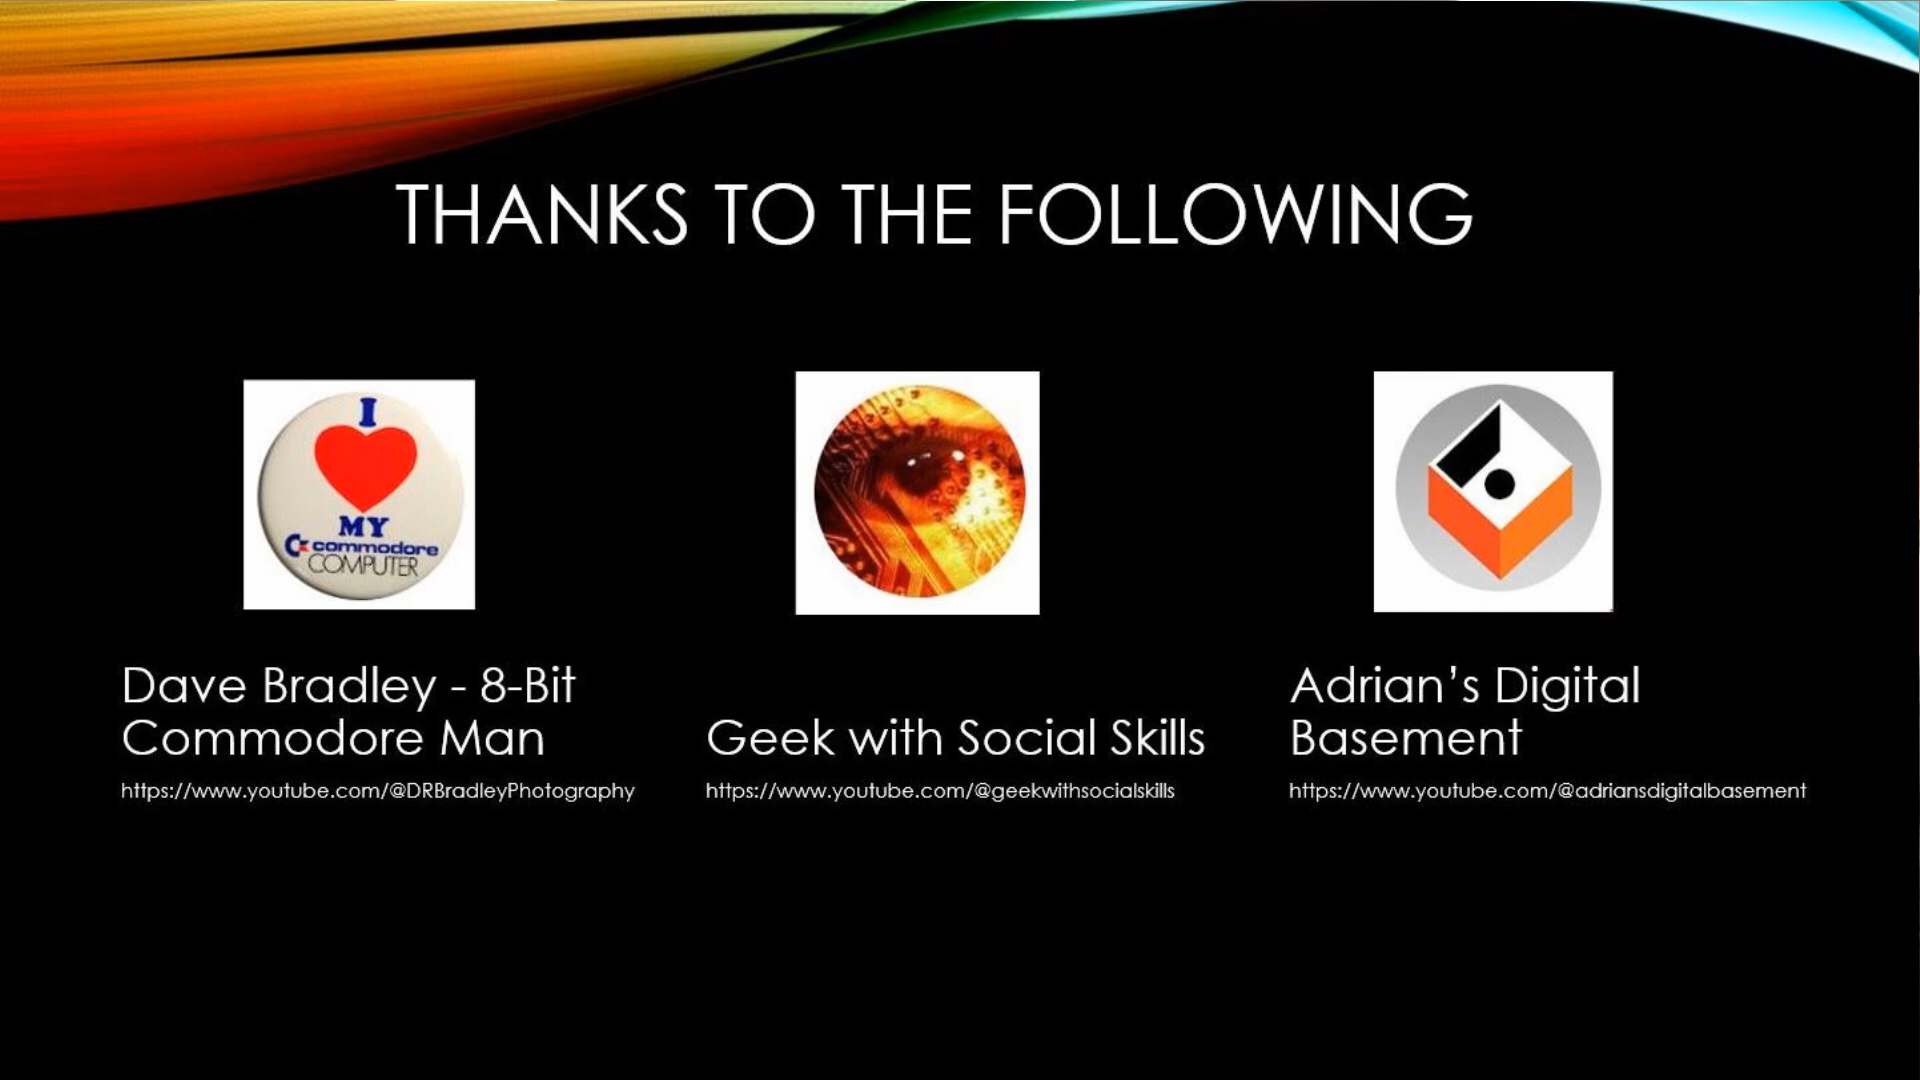 THANKS TO THE FOLLOWING
I
MY
commodore
COMPUTER
Dave Bradley - 8-Bit
Commodore Man
https://www.youtube.com/@DRBradleyPhotography
Geek with Social Skills
https://www.youtube.com/@geekwithsocialskills
Adrian’s Digital
Basement
https://www.youtube.com/@adriansdigitalbasement